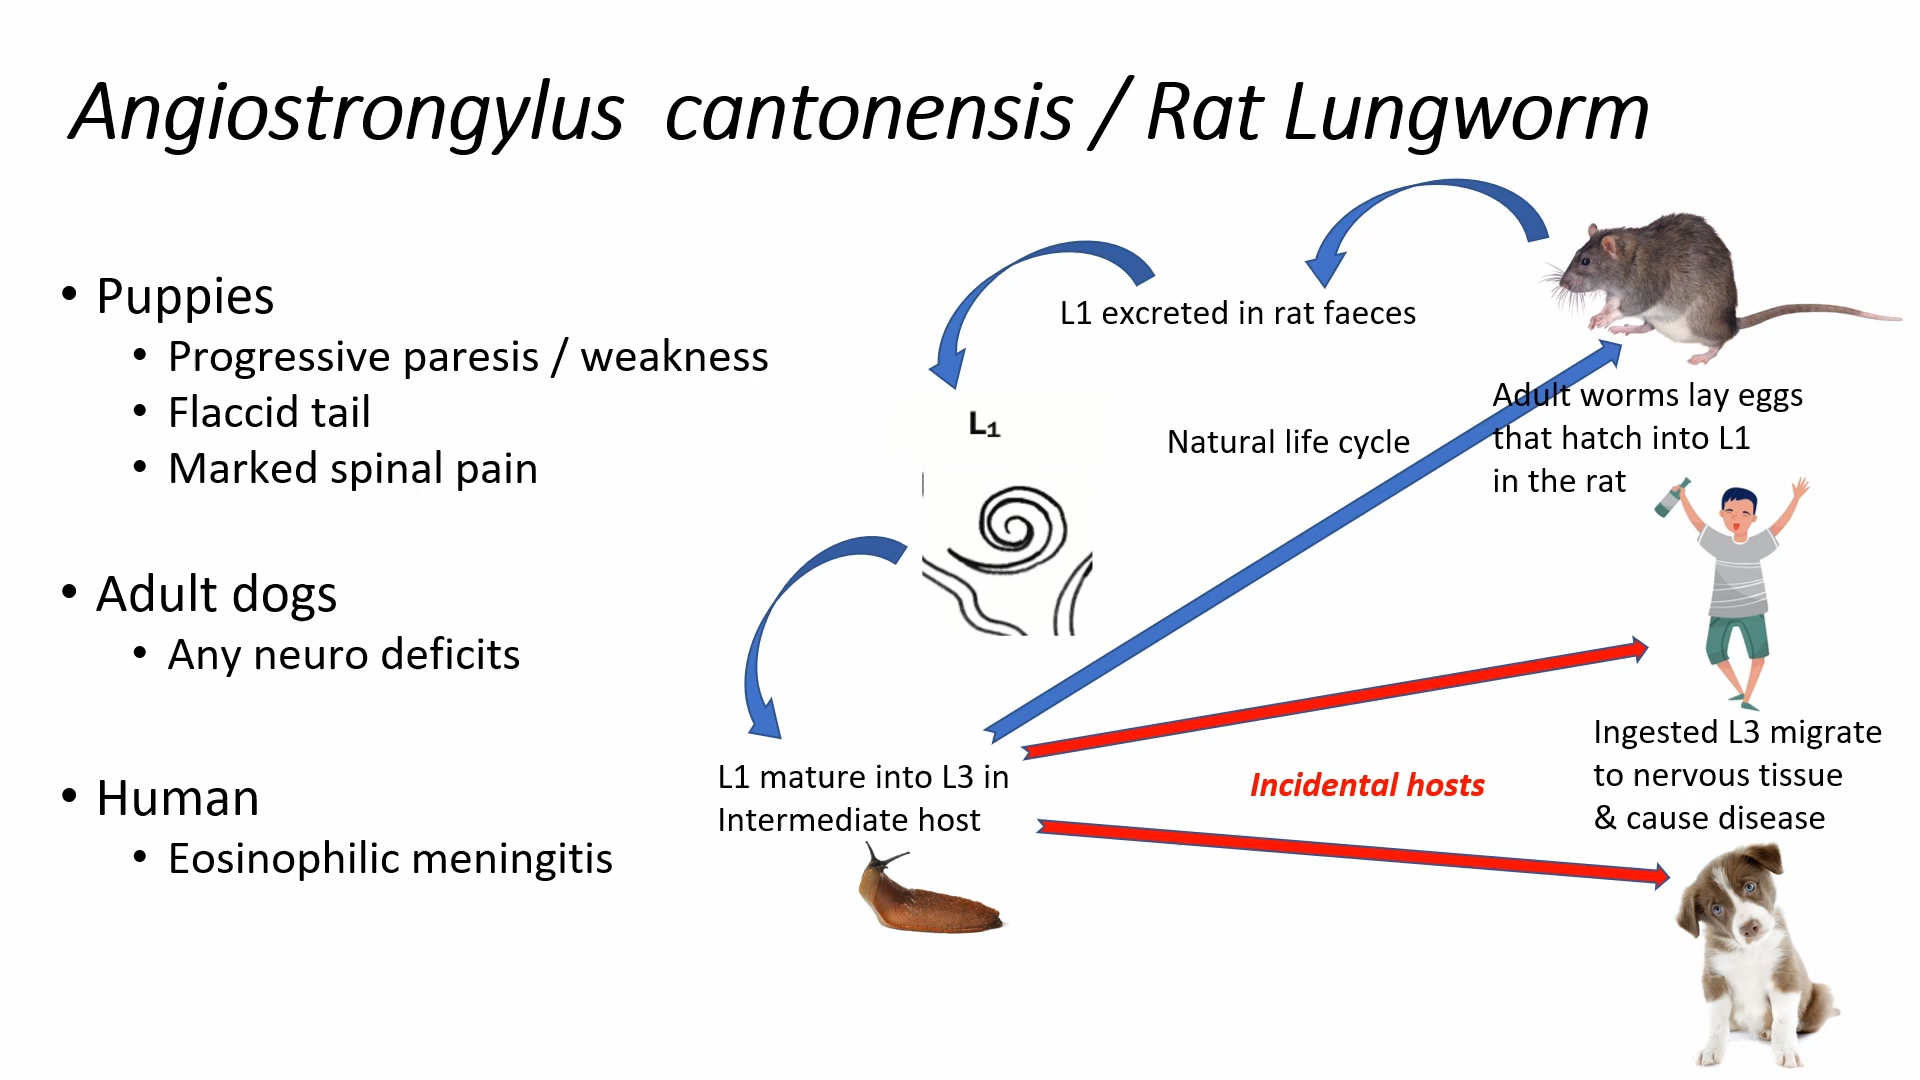 Angiostrongylus cantonensis / Rat Lungworm
• Puppies
• Progressive paresis / weakness
• Flaccid tail
• Marked spinal pain
• Adult dogs
• Any neuro deficits
• Human
• Eosinophilic meningitis
L1 excreted in rat faeces
L1
Natural life cycle
Adult worms lay eggs
that hatch into L1
in the rat
L1 mature into L3 in
Intermediate host
Incidental hosts
Ingested L3 migrate
to nervous tissue
& cause disease